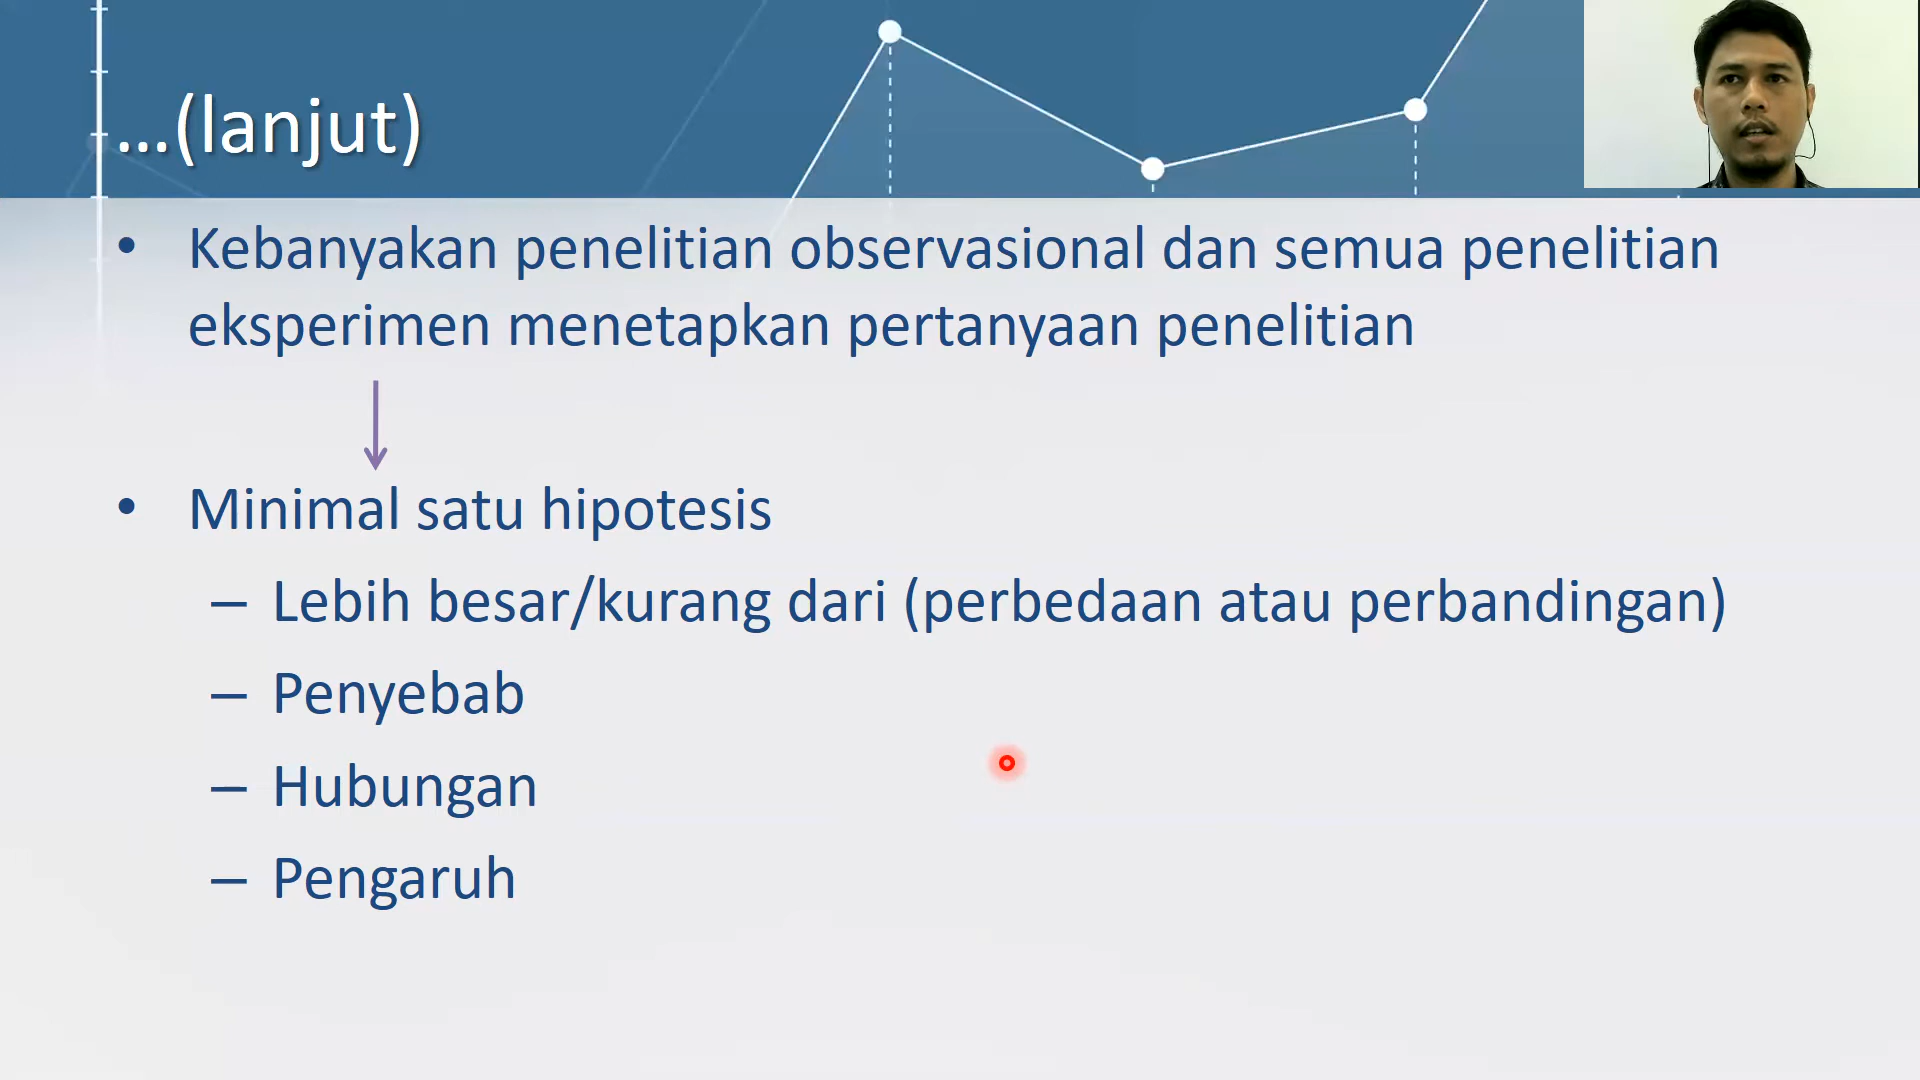 ...(lanjut)
• Kebanyakan penelitian observasional dan semua penelitian
eksperimen menetapkan pertanyaan penelitian
• Minimal satu hipotesis
– Lebih besar/kurang dari (perbedaan atau perbandingan)
– Penyebab
– Hubungan
– Pengaruh